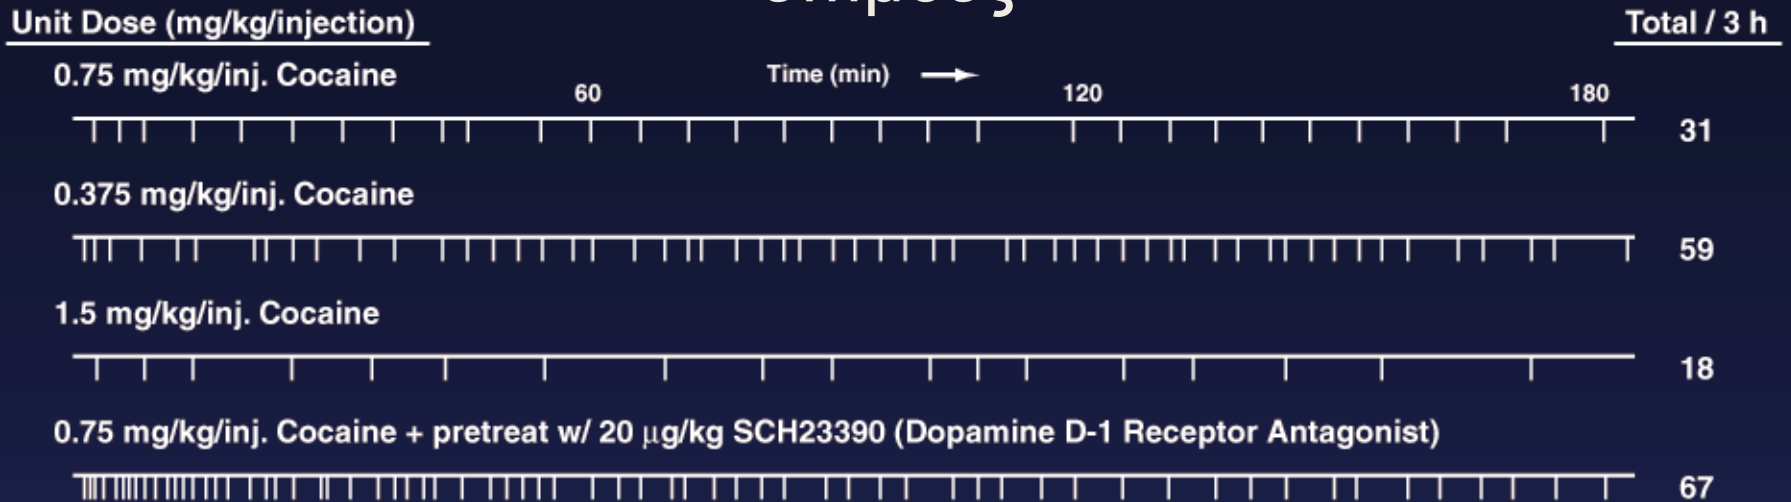 Unit Dose (mg/kg/injection) Total / 3 h
0.75 mg/kg/inj. Cocaine Time (min)
60 120 180
31
0.375 mg/kg/inj. Cocaine
59
1.5 mg/kg/inj. Cocaine
18
0.75 mg/kg/inj. Cocaine + pretreat w/ 20 μg/kg SCH23390 (Dopamine D-1 Receptor Antagonist)
67